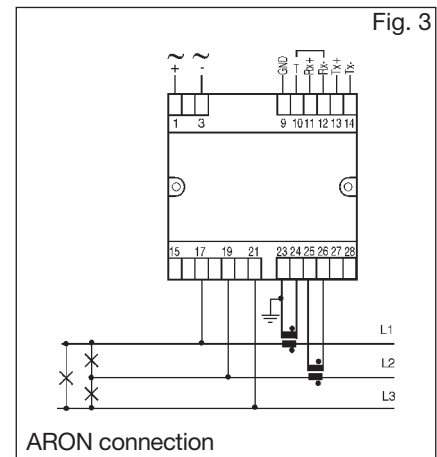 Fig. 3
~ ~
+ -
GND T Rx+ Rx- Tx+ Tx-
1 3 9 10 11 12 13 14
15 17 19 21 23 24 25 26 27 28
L1
L2
L3
ARON connection